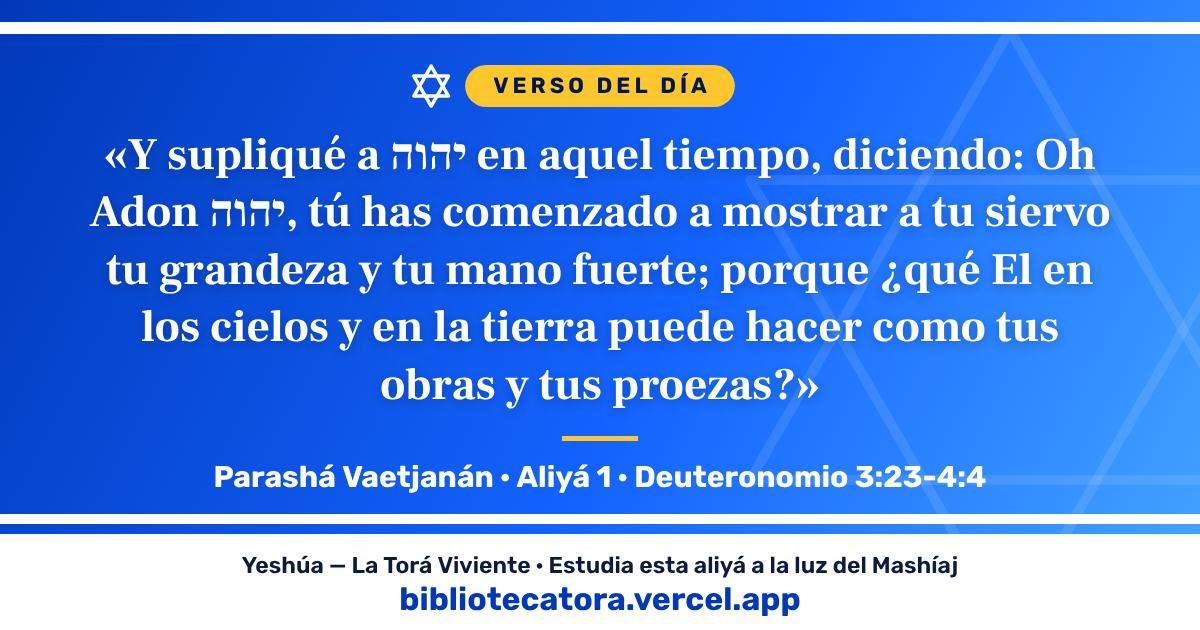 VERSO DEL DÍA
«Y supliqué a יהוה en aquel tiempo, diciendo: Oh
Adon יהוה, tú has comenzado a mostrar a tu siervo
tu grandeza y tu mano fuerte; porque ¿qué El en
los cielos y en la tierra puede hacer como tus
obras y tus proezas?»
Parashá Vaetjanán • Aliyá 1 • Deuteronomio 3:23–4:4
Yeshúa — La Torá Viviente • Estudia esta aliyá a la luz del Mashíaj
bibliotecatora.vercel.app